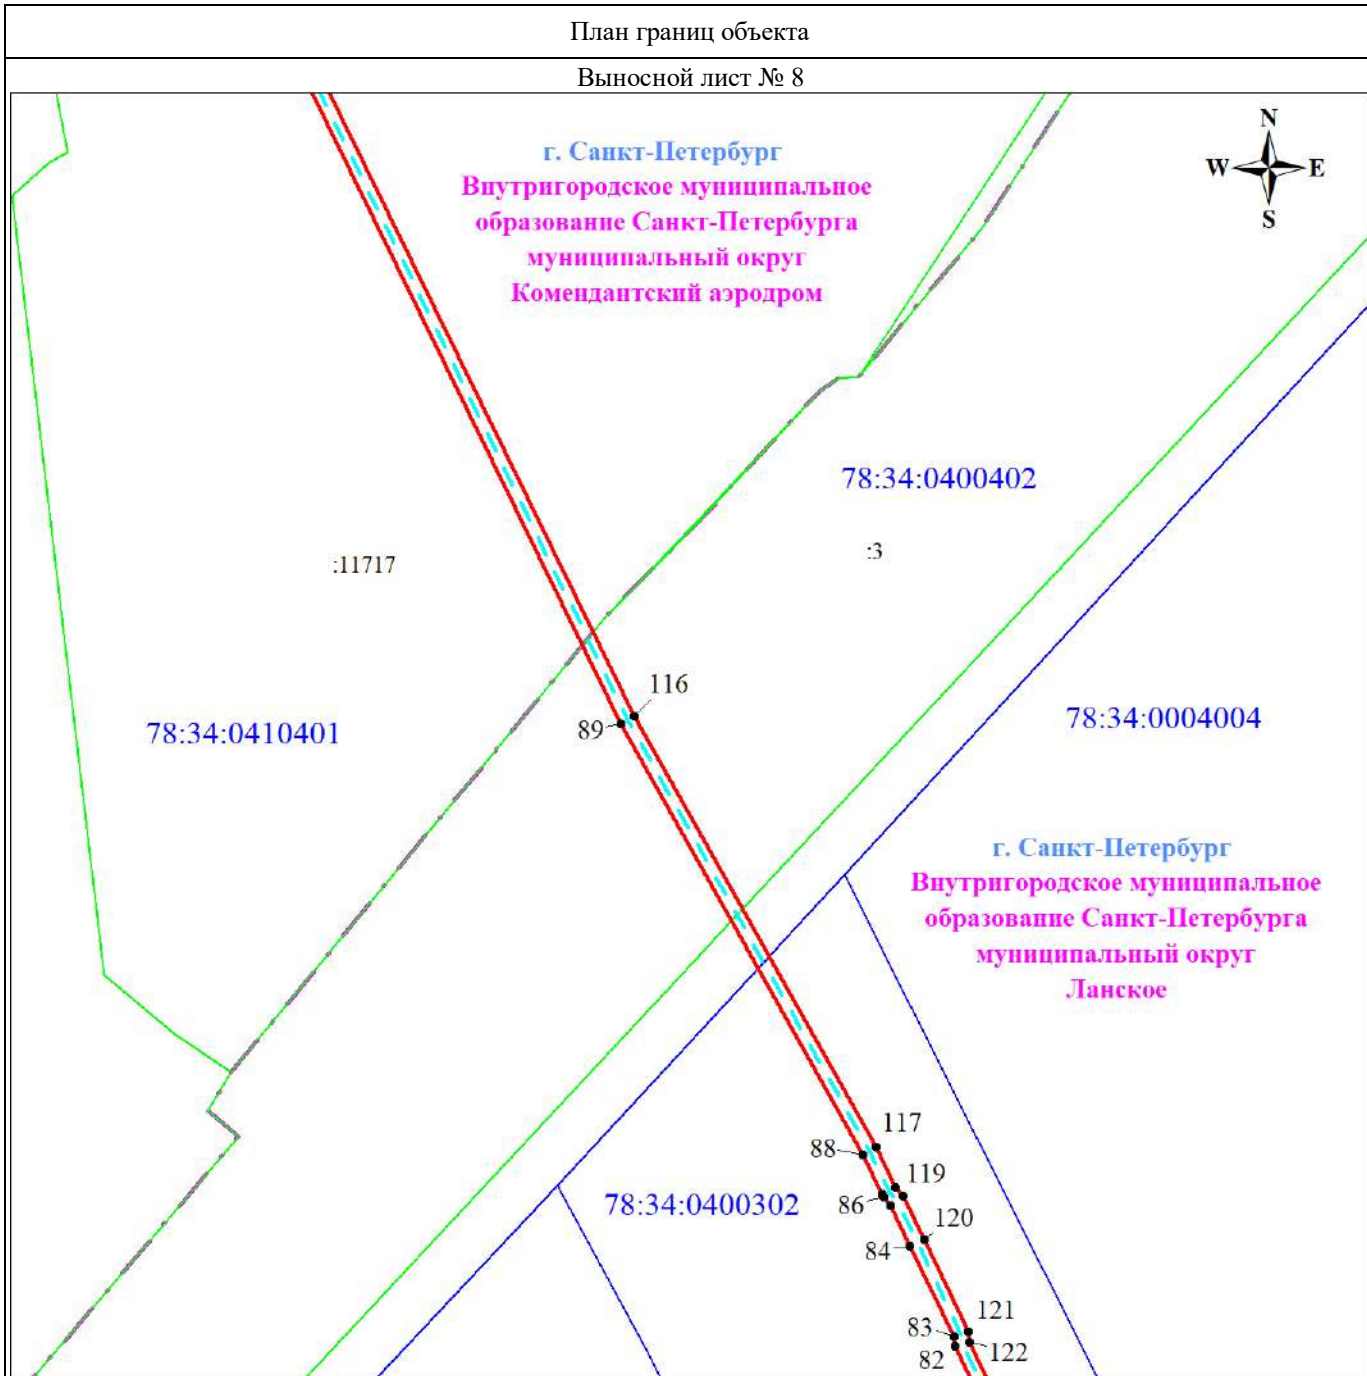 План границ объекта
Выносной лист № 8
N
W E
S
г. Санкт-Петербург
Внутригородское муниципальное
образование Санкт-Петербурга
муниципальный округ
Комендантский аэродром
78:34:0400402
:11717
:3
116
89
78:34:0410401
78:34:0004004
г. Санкт-Петербург
Внутригородское муниципальное
образование Санкт-Петербурга
муниципальный округ
Ланское
117
88
119
86
78:34:0400302
120
84
121
83
122
82